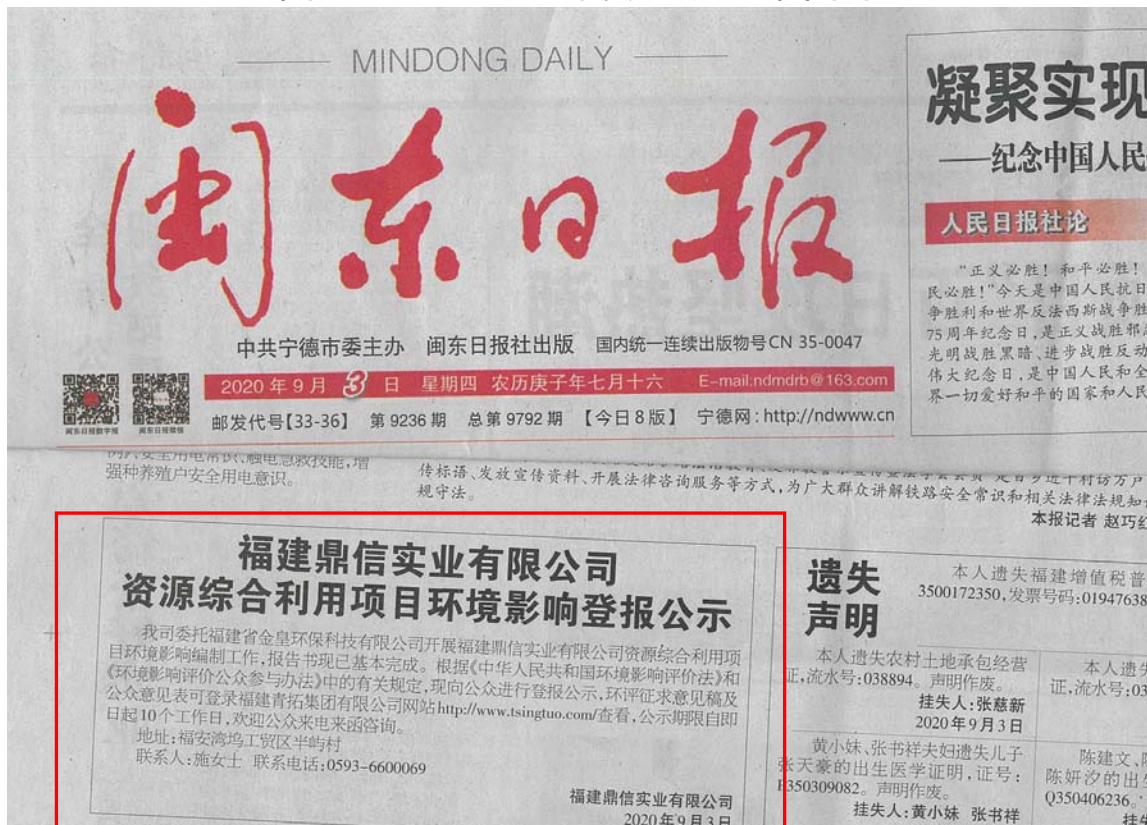 MINDONG DAILY
闽东日报
中共宁德市委主办 闽东日报社出版 国内统一连续出版物号CN 35-0047
2020年9月3日 星期四 农历庚子年七月十六 E-mail:ndmdrb@163.com
闽东日报数字报 闽东日报微信
邮发代号【33-36】 第9236期 总第9792期 【今日8版】 宁德网:http://ndwww.cn
凝聚实现
——纪念中国人民
人民日报社论
“正义必胜！和平必胜！
民必胜！”今天是中国人民抗日
争胜利和世界反法西斯战争胜
75周年纪念日,是正义战胜邪
光明战胜黑暗、进步战胜反动
伟大纪念日,是中国人民和全
界一切爱好和平的国家和人民
强种养殖户安全用电意识。
传标语、发放宣传资料、开展法律咨询服务等方式,为广大群众讲解铁路安全常识和相关法律法规知
规守法。
本报记者 赵巧红
福建鼎信实业有限公司
资源综合利用项目环境影响登报公示
我司委托福建省金皇环保科技有限公司开展福建鼎信实业有限公司资源综合利用项
目环境影响编制工作,报告书现已基本完成。根据《中华人民共和国环境影响评价法》和
《环境影响评价公众参与办法》中的有关规定,现向公众进行登报公示,环评征求意见稿及
公众意见表可登录福建青拓集团有限公司网站http://www.tsingtuo.com/查看,公示期限自即
日起10个工作日,欢迎公众来电来函咨询。
地址:福安湾坞工贸区半屿村
联系人:施女士 联系电话:0593-6600069
福建鼎信实业有限公司
2020年9月3日
遗失
声明
本人遗失福建增值税普
3500172350,发票号码:01947638
本人遗失农村土地承包经营
证,流水号:038894。声明作废。
挂失人:张慈新
2020年9月3日
本人遗失
证,流水号:03
黄小妹、张书祥夫妇遗失儿子
张天豪的出生医学证明,证号:
350309082。声明作废。
挂失人:黄小妹 张书祥
陈建文、
陈妍汐的出生
Q350406236。
挂失